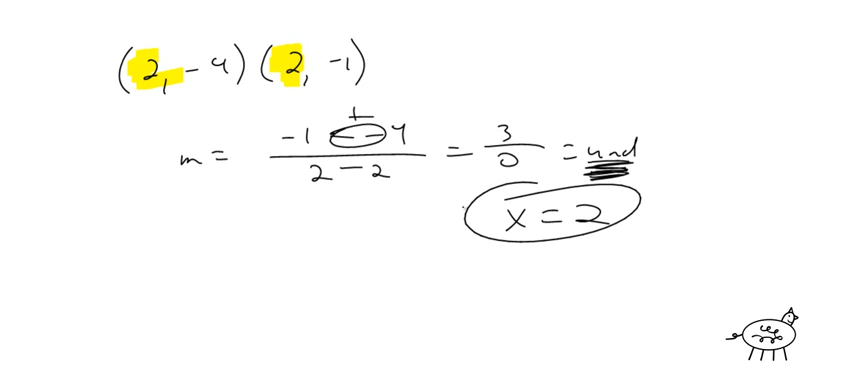 (2, -4) (2, -1)
+
m = -1 - -4 / 2 - 2 = 3 / 0 = und
x = 2